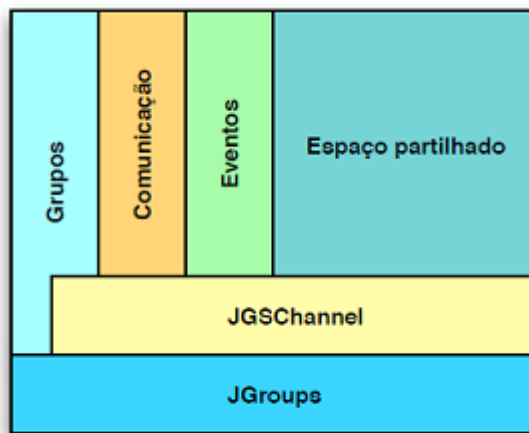 Grupos
Comunicação
Eventos
Espaço partilhado
JGSChannel
JGroups